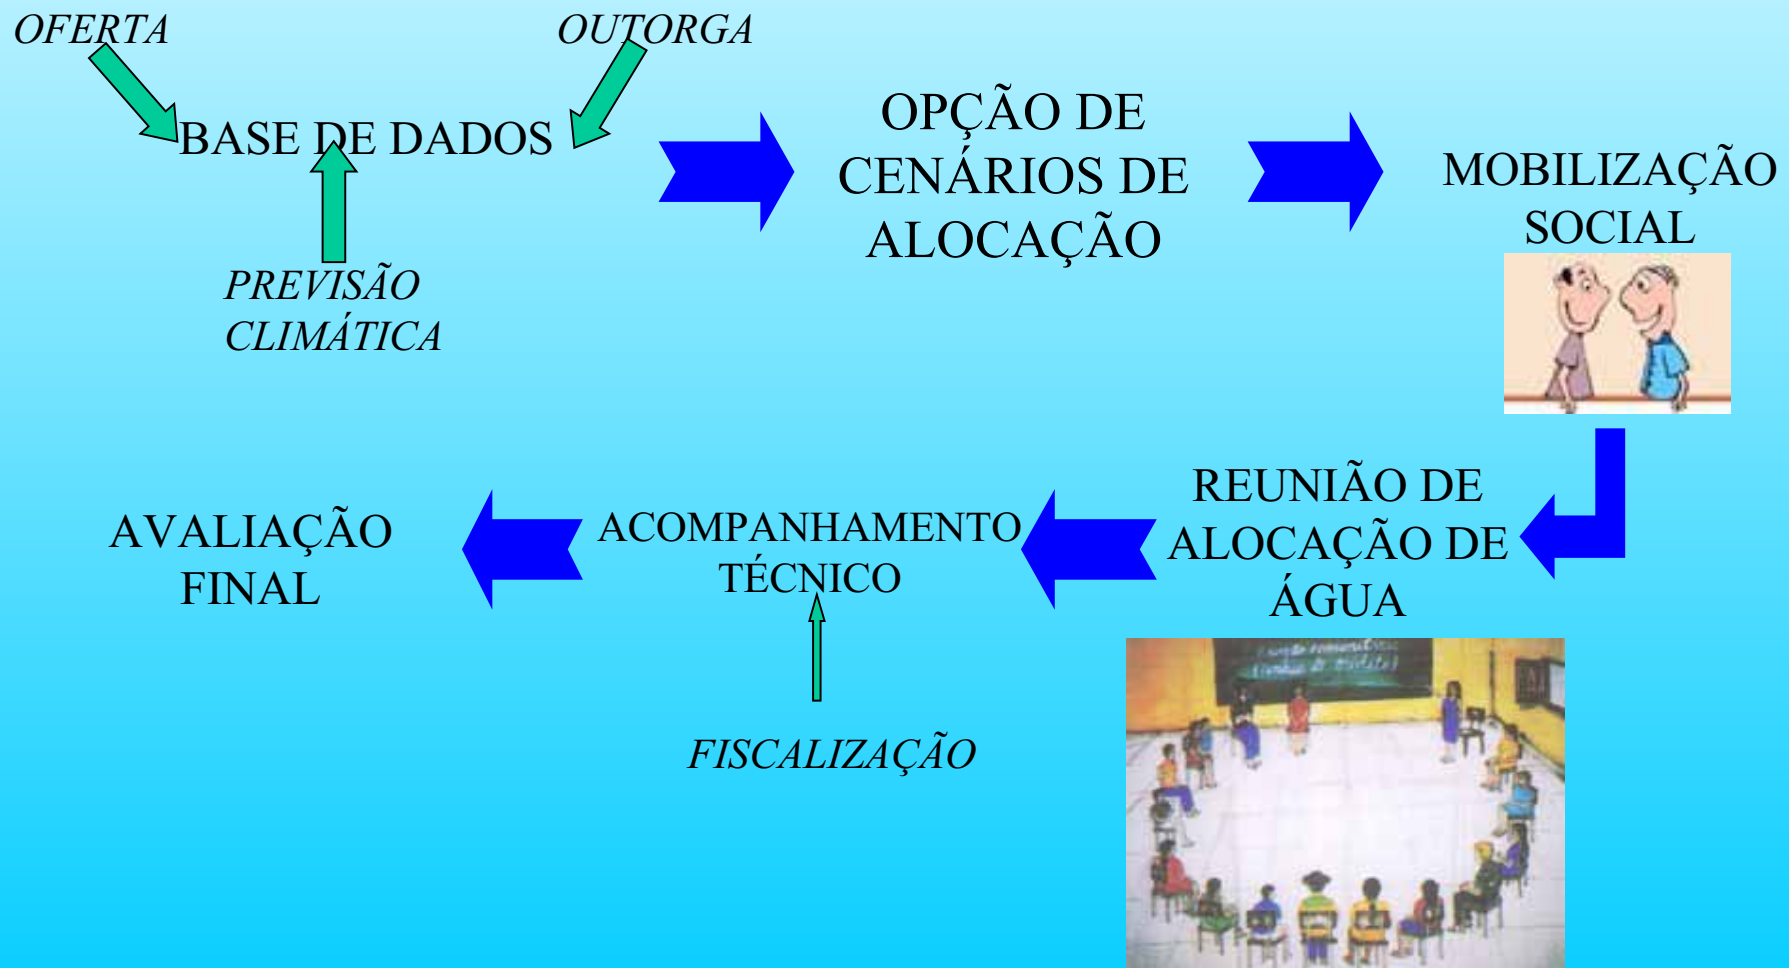 OFERTA
OUTORGA
BASE DE DADOS
PREVISÃO
CLIMÁTICA
OPÇÃO DE
CENÁRIOS DE
ALOCAÇÃO
MOBILIZAÇÃO
SOCIAL
REUNIÃO DE
ALOCAÇÃO DE
ÁGUA
ACOMPANHAMENTO
TÉCNICO
FISCALIZAÇÃO
AVALIAÇÃO
FINAL